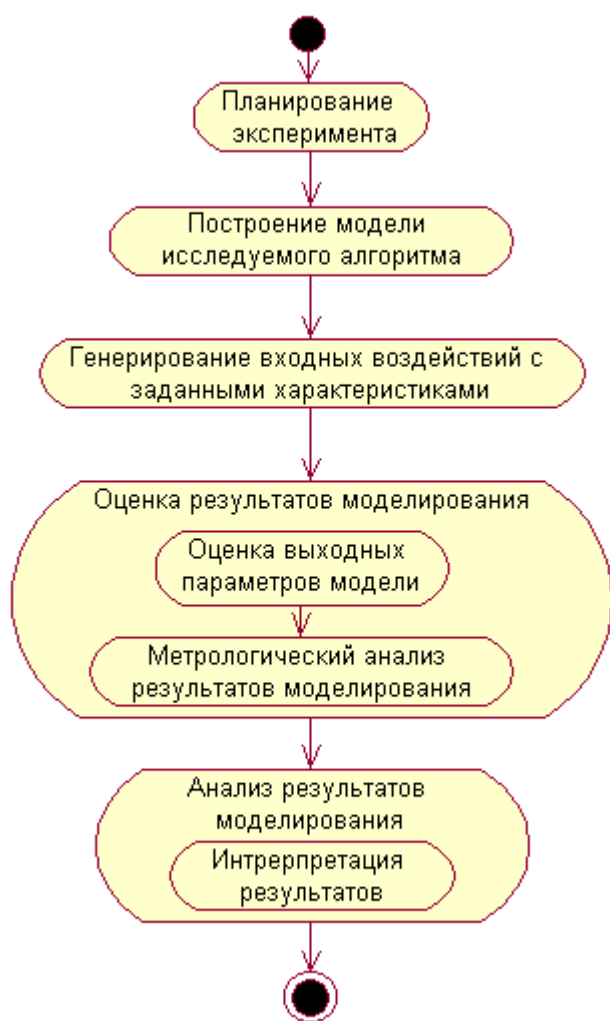 Планирование
эксперимента
Построение модели
исследуемого алгоритма
Генерирование входных воздействий с
заданными характеристиками
Оценка результатов моделирования
Оценка выходных
параметров модели
Метрологический анализ
результатов моделирования
Анализ результатов
моделирования
Интрерпретация
результатов